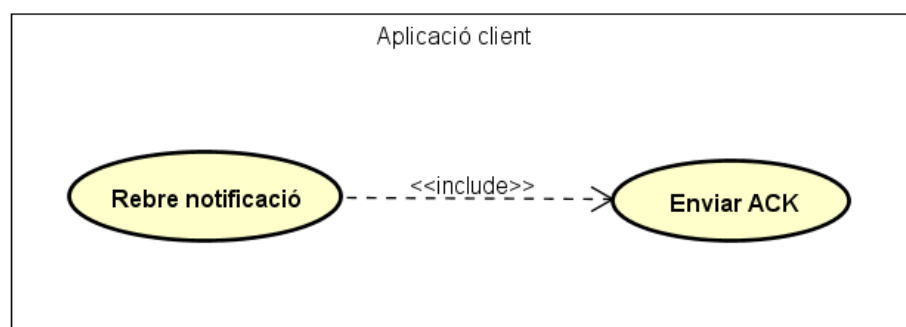 Aplicació client
Rebre notificació
<<include>>
Enviar ACK